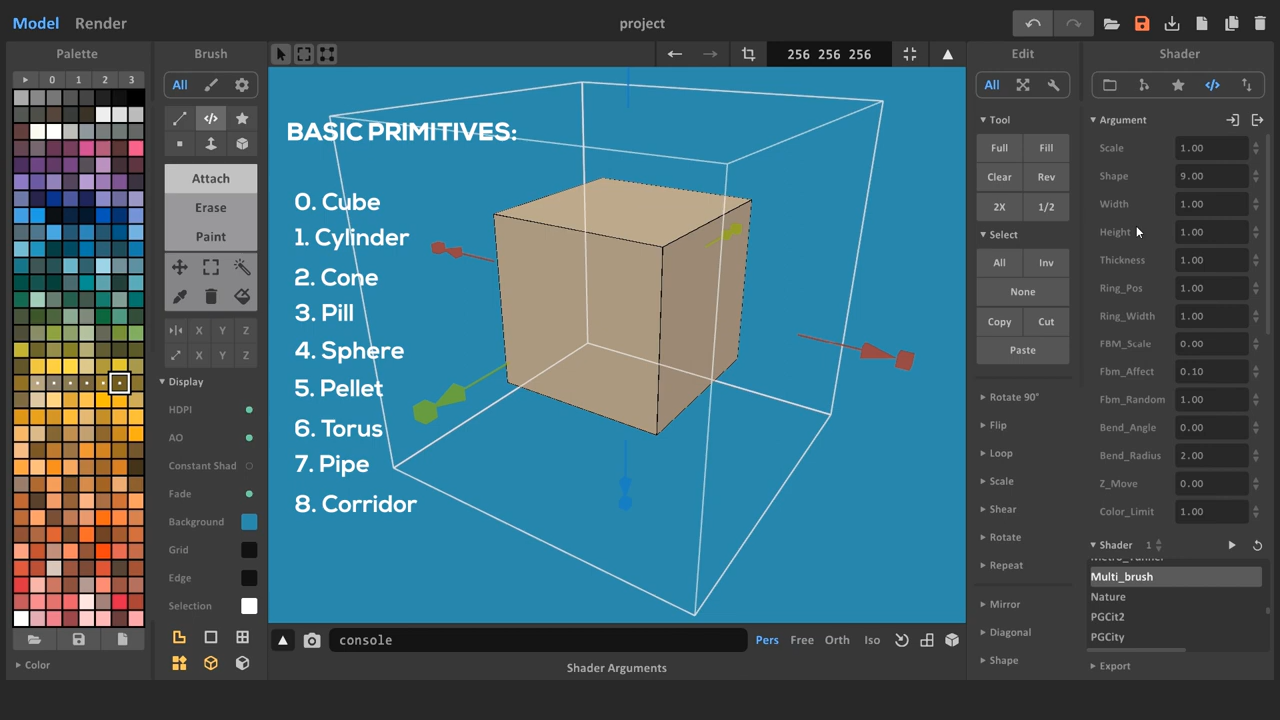 Model Render
project
Palette
Brush
256 256 256
Edit
Shader
0 1 2 3
All
All
Tool
Argument
Full Fill
Clear Rev
2X 1/2
Select
All Inv
None
Copy Cut
Paste
Rotate 90°
Flip
Loop
Scale
Shear
Rotate
Repeat
Mirror
Diagonal
Shape
Attach
Erase
Paint
X Y Z
X Y Z
Display
HDPI
AO
Constant Shad
Fade
Background
Grid
Edge
Selection
Color
BASIC PRIMITIVES:
0. Cube
1. Cylinder
2. Cone
3. Pill
4. Sphere
5. Pellet
6. Torus
7. Pipe
8. Corridor
console
Pers Free Orth Iso
Shader Arguments
Scale 1.00
Shape 9.00
Width 1.00
Height 1.00
Thickness 1.00
Ring_Pos 1.00
Ring_Width 1.00
FBM_Scale 0.00
Fbm_Affect 0.10
Fbm_Random 1.00
Bend_Angle 0.00
Bend_Radius 2.00
Z_Move 0.00
Color_Limit 1.00
Shader 1
Multi_brush
Nature
PGCit2
PGCity
Export